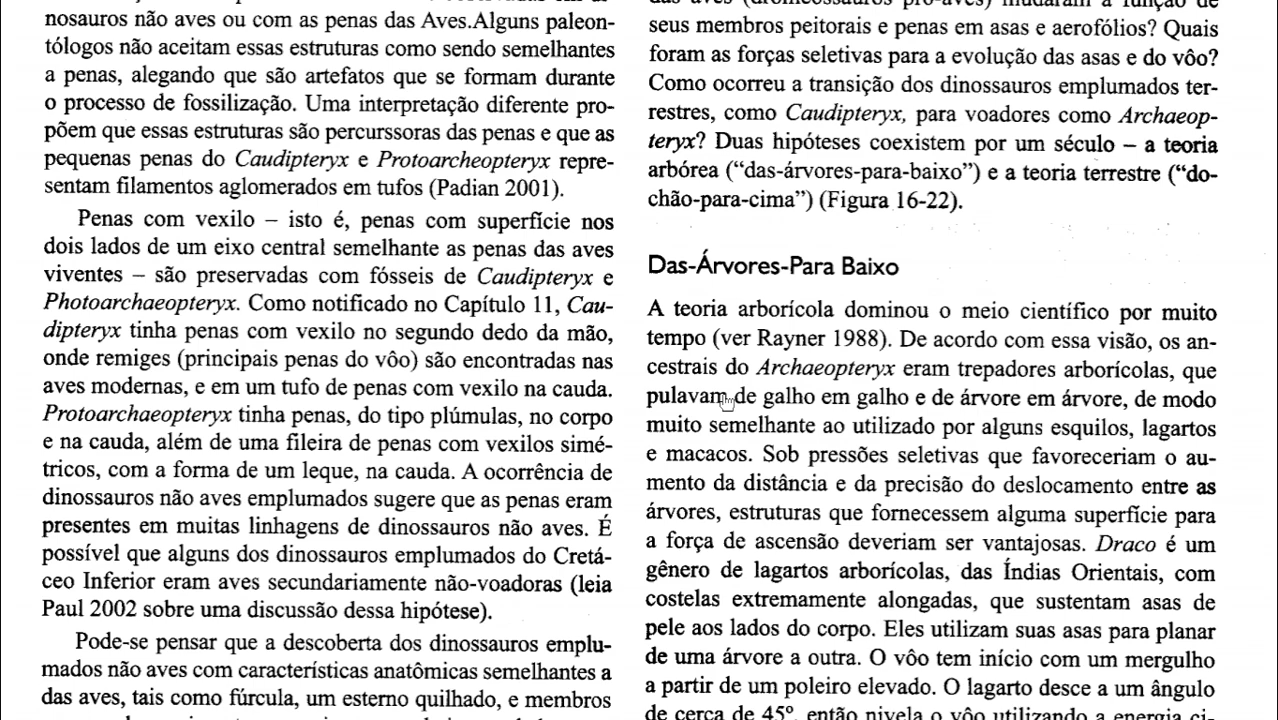 nosauros não aves ou com as penas das Aves.Alguns paleon-
tólogos não aceitam essas estruturas como sendo semelhantes
a penas, alegando que são artefatos que se formam durante
o processo de fossilização. Uma interpretação diferente pro-
põem que essas estruturas são percurssoras das penas e que as
pequenas penas do Caudipteryx e Protoarcheopteryx repre-
sentam filamentos aglomerados em tufos (Padian 2001).
Penas com vexilo – isto é, penas com superfície nos
dois lados de um eixo central semelhante as penas das aves
viventes – são preservadas com fósseis de Caudipteryx e
Photoarchaeopteryx. Como notificado no Capítulo 11, Cau-
dipteryx tinha penas com vexilo no segundo dedo da mão,
onde remiges (principais penas do vôo) são encontradas nas
aves modernas, e em um tufo de penas com vexilo na cauda.
Protoarchaeopteryx tinha penas, do tipo plúmulas, no corpo
e na cauda, além de uma fileira de penas com vexilos simé-
tricos, com a forma de um leque, na cauda. A ocorrência de
dinossauros não aves emplumados sugere que as penas eram
presentes em muitas linhagens de dinossauros não aves. É
possível que alguns dos dinossauros emplumados do Cretá-
ceo Inferior eram aves secundariamente não-voadoras (leia
Paul 2002 sobre uma discussão dessa hipótese).
Pode-se pensar que a descoberta dos dinossauros emplu-
mados não aves com características anatômicas semelhantes a
das aves, tais como fúrcula, um esterno quilhado, e membros
das aves (dromeossauros pró-aves) mudaram a função de
seus membros peitorais e penas em asas e aerofólios? Quais
foram as forças seletivas para a evolução das asas e do vôo?
Como ocorreu a transição dos dinossauros emplumados ter-
restres, como Caudipteryx, para voadores como Archaeop-
teryx? Duas hipóteses coexistem por um século – a teoria
arbórea (“das-árvores-para-baixo”) e a teoria terrestre (“do-
chão-para-cima”) (Figura 16-22).
Das-Árvores-Para Baixo
A teoria arborícola dominou o meio científico por muito
tempo (ver Rayner 1988). De acordo com essa visão, os an-
cestrais do Archaeopteryx eram trepadores arborícolas, que
pulavam de galho em galho e de árvore em árvore, de modo
muito semelhante ao utilizado por alguns esquilos, lagartos
e macacos. Sob pressões seletivas que favoreceriam o au-
mento da distância e da precisão do deslocamento entre as
árvores, estruturas que fornecessem alguma superfície para
a força de ascensão deveriam ser vantajosas. Draco é um
gênero de lagartos arborícolas, das Índias Orientais, com
costelas extremamente alongadas, que sustentam asas de
pele aos lados do corpo. Eles utilizam suas asas para planar
de uma árvore a outra. O vôo tem início com um mergulho
a partir de um poleiro elevado. O lagarto desce a um ângulo
de cerca de 45º, então nivela o vôo utilizando a energia ci-